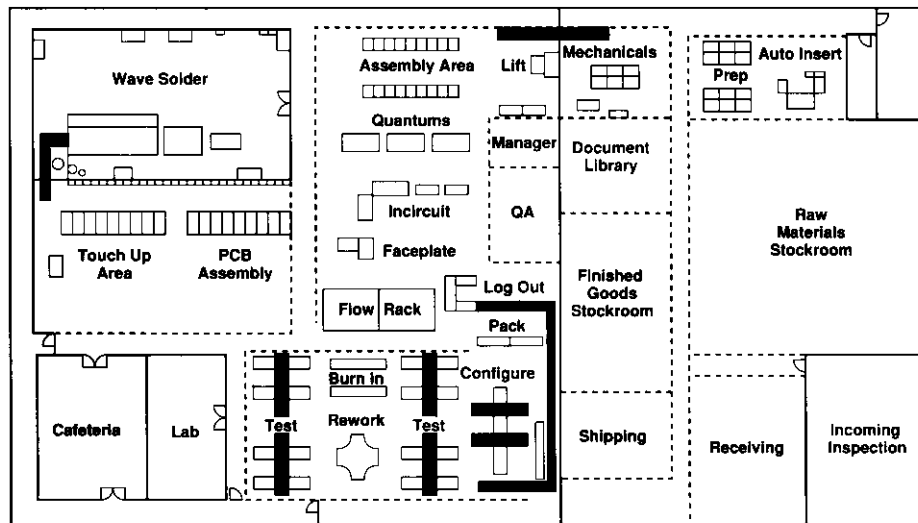 Wave Solder
Assembly Area
Lift
Mechanicals
Prep
Auto Insert
Quantums
Manager
Document
Library
Incircuit
QA
Raw
Materials
Stockroom
Touch Up
Area
PCB
Assembly
Faceplate
Finished
Goods
Stockroom
Log Out
Flow Rack
Pack
Burn in
Configure
Cafeteria
Lab
Test
Rework
Test
Shipping
Receiving
Incoming
Inspection